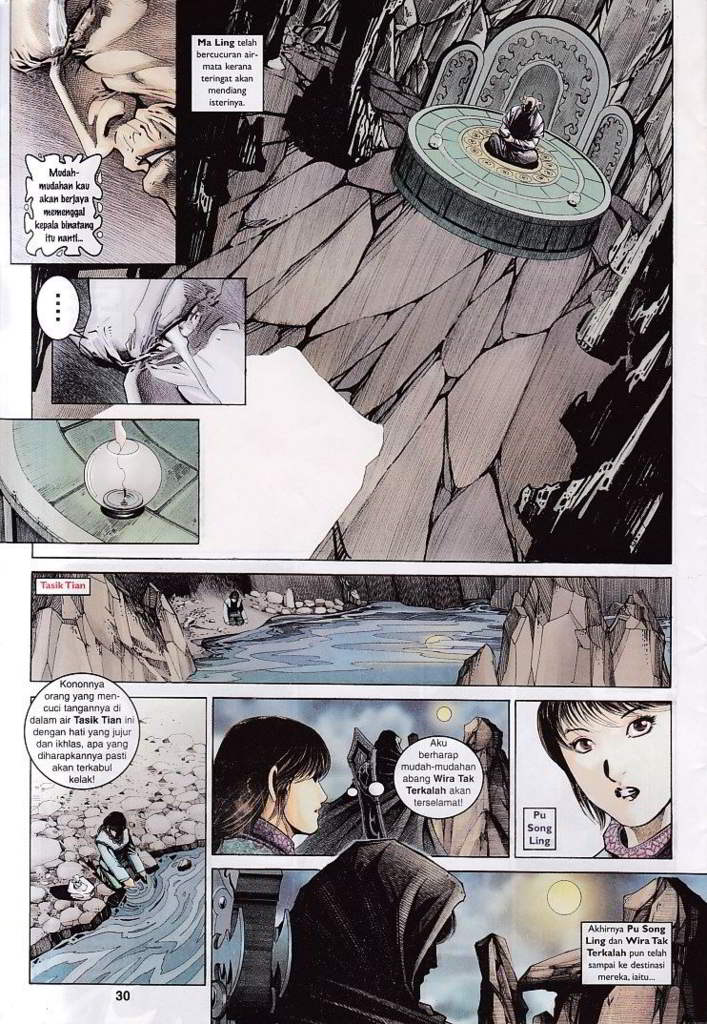 Ma Ling telah
bercucuran air-
mata kerana
teringat akan
mendiang
isterinya.
Mudah-
mudahan kau
akan berjaya
memenggal
kepala binatang
itu nanti...
Tasik Tian
Kononnya
orang yang men-
cuci tangannya di
dalam air Tasik Tian ini
dengan hati yang jujur
dan ikhlas, apa yang
diharapkannya pasti
akan terkabul
kelak!
Aku
berharap
mudah-mudahan
abang Wira Tak
Terkalah akan
terselamat!
Pu
Song
Ling
Akhirnya Pu Song
Ling dan Wira Tak
Terkalah pun telah
sampai ke destinasi
mereka, iaitu...
30